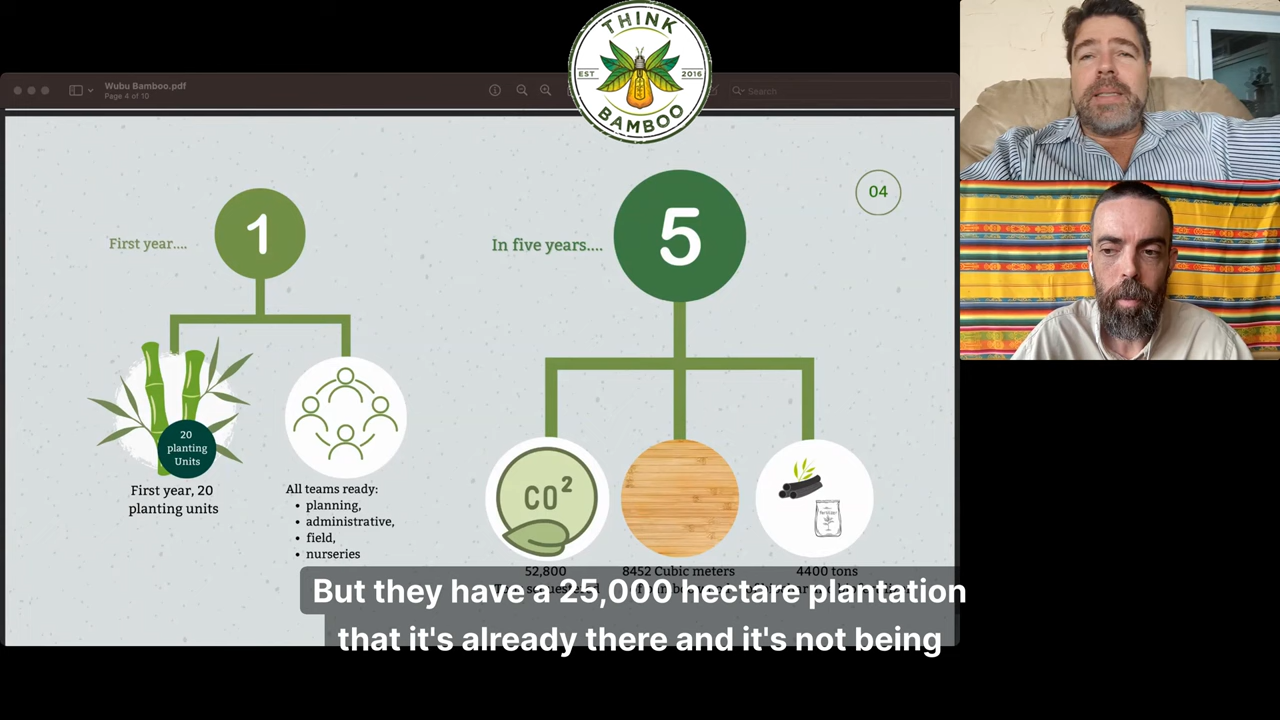 THINK
EST
2016
BAMBOO
Wubu Bamboo.pdf
Page 4 of 10
Search
04
First year....
1
In five years....
5
20
planting
Units
First year, 20
planting units
All teams ready:
• planning,
• administrative,
• field,
• nurseries
CO²
52,800
8452 Cubic meters
4400 tons
But they have a 25,000 hectare plantation
that it's already there and it's not being